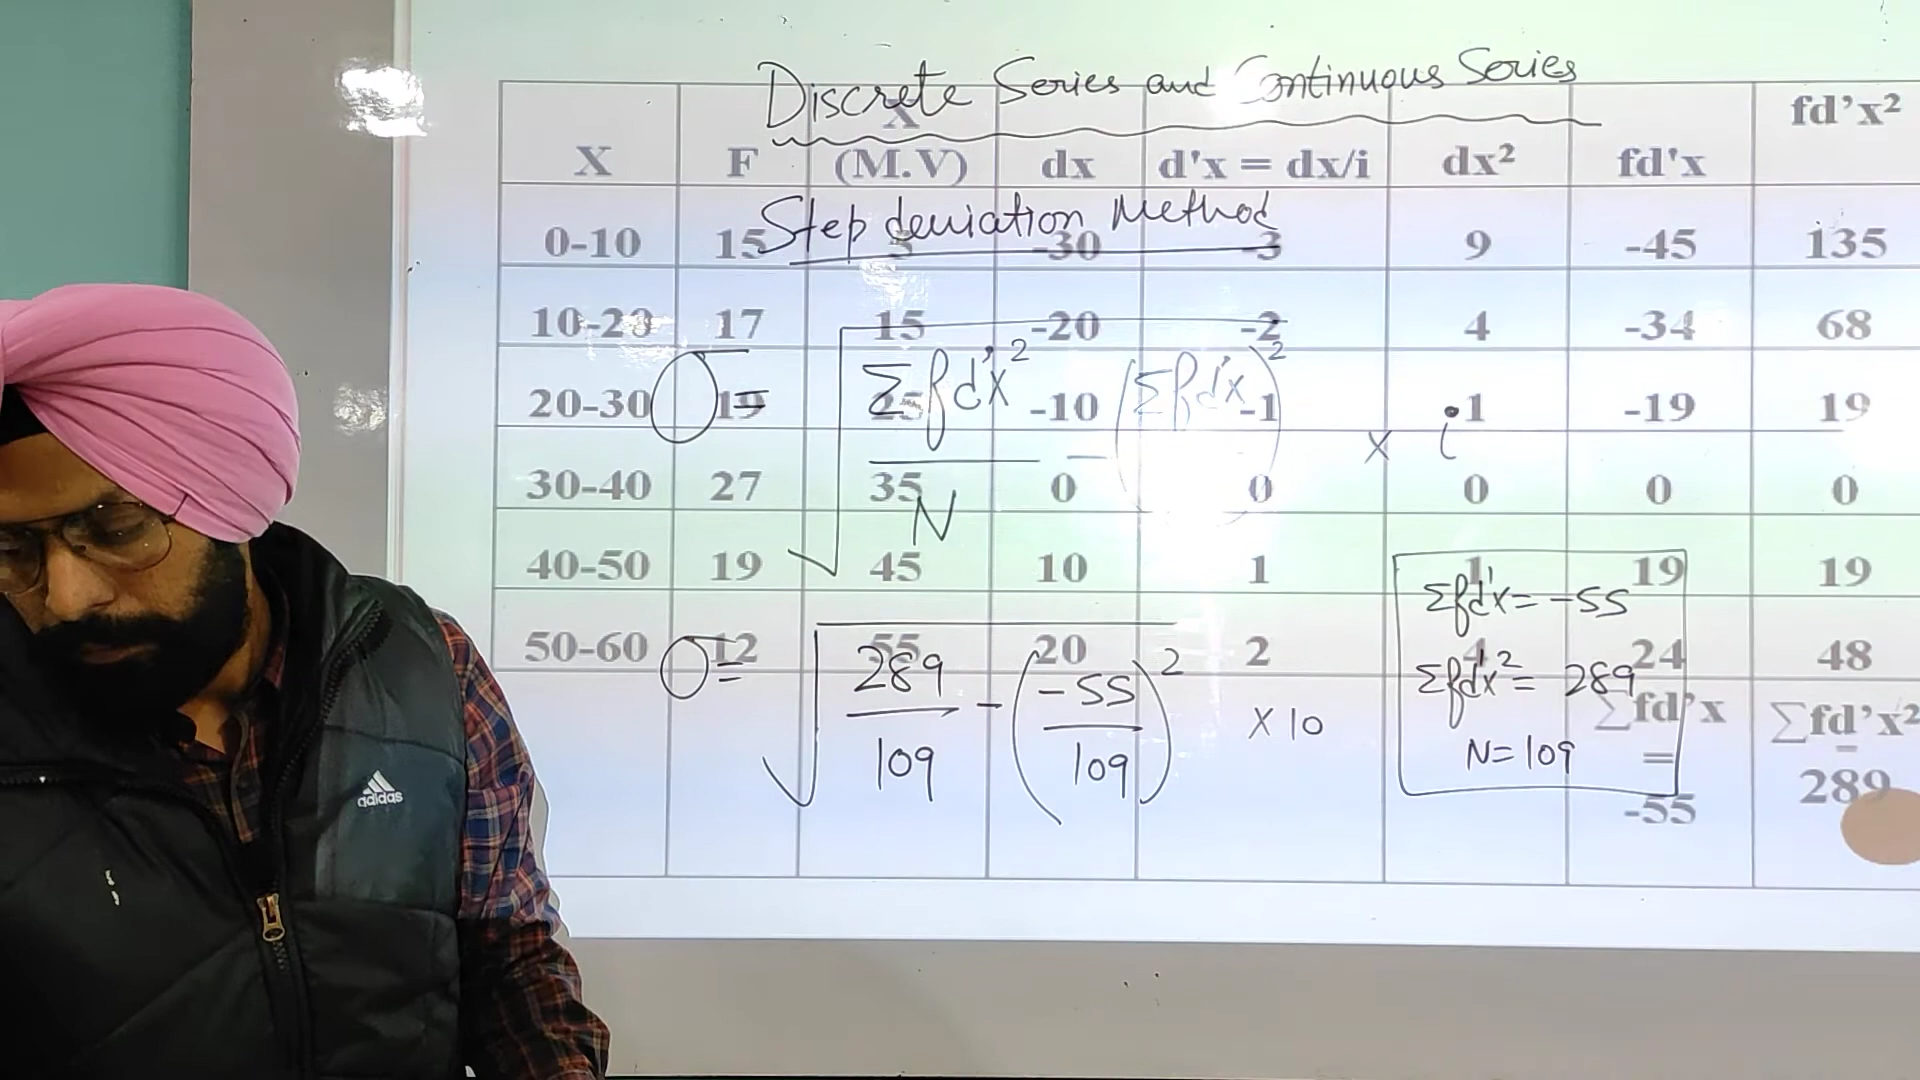 Discrete Series and Continuous Series
X F X (M.V) dx d'x = dx/i dx² fd'x fd’x²
Step deviation Method
0-10 15 5 -30 -3 9 -45 135
10-20 17 15 -20 -2 4 -34 68
20-30 19 25 -10 -1 1 -19 19
σ = √ Σfd'x² / N - (Σfd'x)² × i
30-40 27 35 0 0 0 0 0
40-50 19 45 10 1 1 19 19
Σfd'x = -55
50-60 12 55 20 2 4 24 48
σ = √ 289/109 - (-55/109)² × 10
Σfd'x² = 289
N = 109
∑fd’x = -55
∑fd’x² = 289
adidas